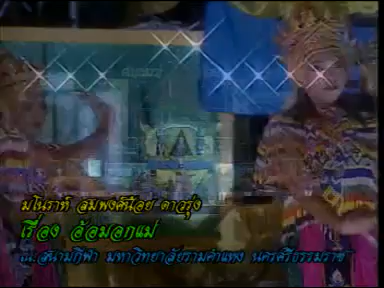 มโนราห์ สมพงศ์น้อย ดาวรุ่ง
เรื่อง อ้อมอกแม่
ณ.สนามกีฬา มหาวิทยาลัยรามคำแหง นครศรีธรรมราช